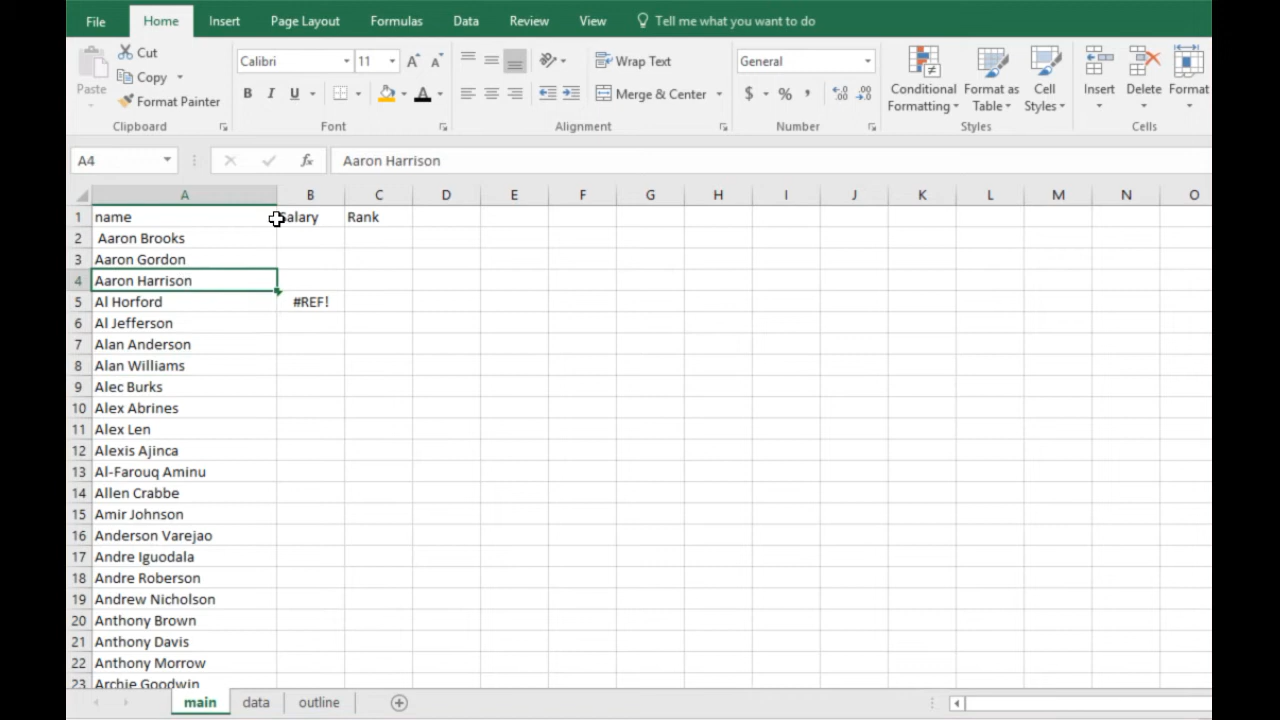 File Home Insert Page Layout Formulas Data Review View Tell me what you want to do
Cut
Copy
Format Painter
Paste
Clipboard
Calibri 11
B I U
Font
Wrap Text
Merge & Center
Alignment
General
$ %
Number
Conditional Formatting
Format as Table
Cell Styles
Styles
Insert Delete Format
Cells
A4 fx Aaron Harrison
A B C D E F G H I J K L M N O
1 name Salary Rank
2 Aaron Brooks
3 Aaron Gordon
4 Aaron Harrison
5 Al Horford #REF!
6 Al Jefferson
7 Alan Anderson
8 Alan Williams
9 Alec Burks
10 Alex Abrines
11 Alex Len
12 Alexis Ajinca
13 Al-Farouq Aminu
14 Allen Crabbe
15 Amir Johnson
16 Anderson Varejao
17 Andre Iguodala
18 Andre Roberson
19 Andrew Nicholson
20 Anthony Brown
21 Anthony Davis
22 Anthony Morrow
23 Archie Goodwin
main data outline